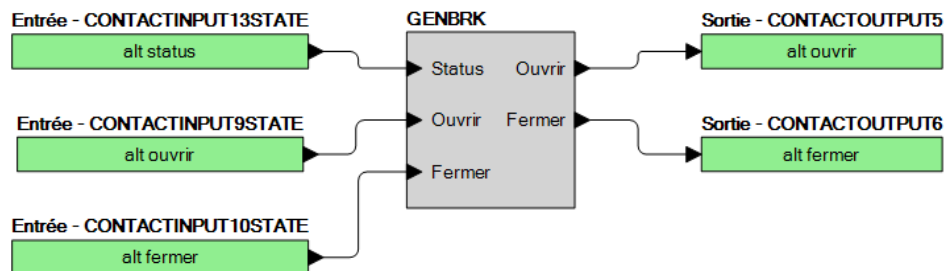 Entrée - CONTACTINPUT13STATE
alt status
Entrée - CONTACTINPUT9STATE
alt ouvrir
Entrée - CONTACTINPUT10STATE
alt fermer
GENBRK
Status Ouvrir
Ouvrir Fermer
Fermer
Sortie - CONTACTOUTPUT5
alt ouvrir
Sortie - CONTACTOUTPUT6
alt fermer